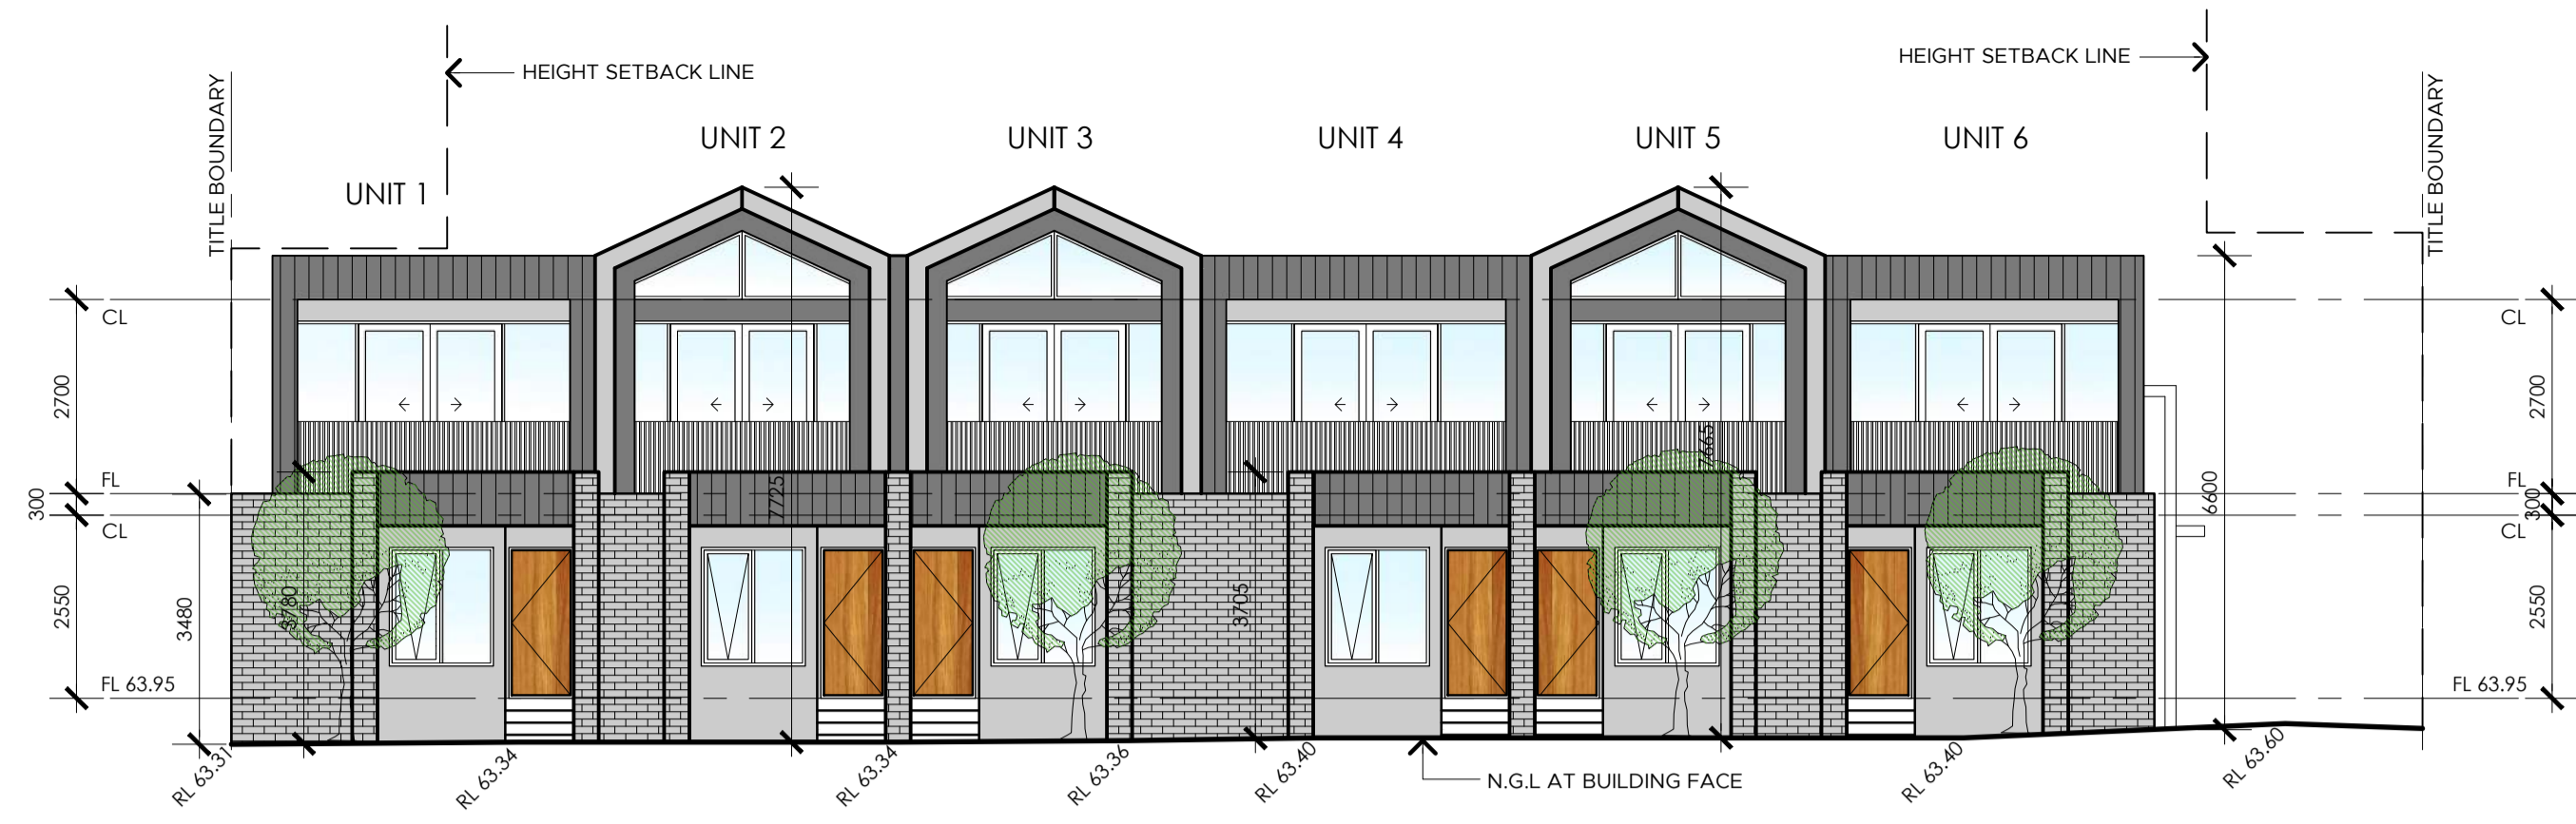 HEIGHT SETBACK LINE
HEIGHT SETBACK LINE
TITLE BOUNDARY
TITLE BOUNDARY
UNIT 1
UNIT 2
UNIT 3
UNIT 4
UNIT 5
UNIT 6
CL
CL
2700
2700
7665
FL
FL
300
300
7725
6600
CL
CL
2550
3480
3780
3705
2550
FL 63.95
FL 63.95
RL 63.31
RL 63.34
RL 63.34
RL 63.36
RL 63.40
N.G.L AT BUILDING FACE
RL 63.40
RL 63.60